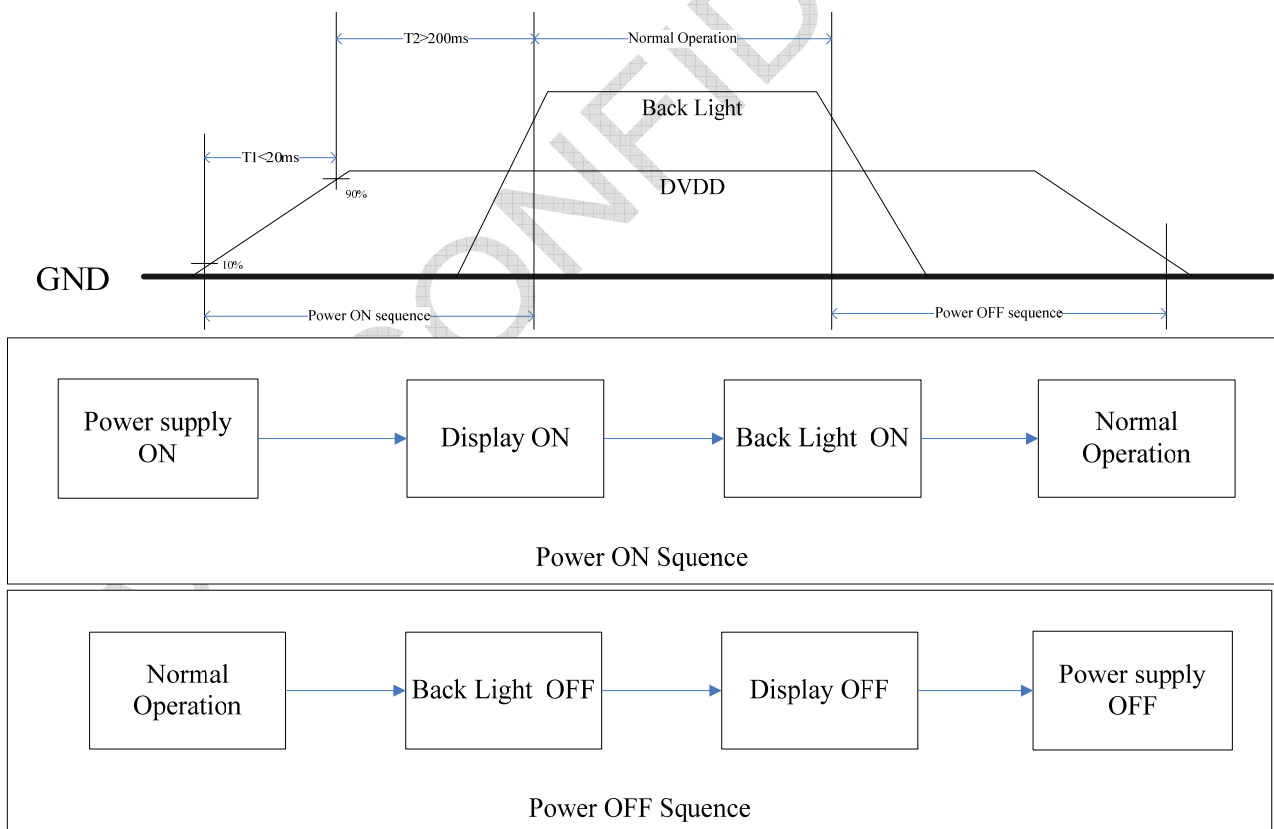 T2>200ms
Normal Operation
Back Light
T1<20ms
DVDD
90%
10%
GND
Power ON sequence
Power OFF sequence
Power supply
ON
Display ON
Back Light ON
Normal
Operation
Power ON Squence
Normal
Operation
Back Light OFF
Display OFF
Power supply
OFF
Power OFF Squence
CONFID